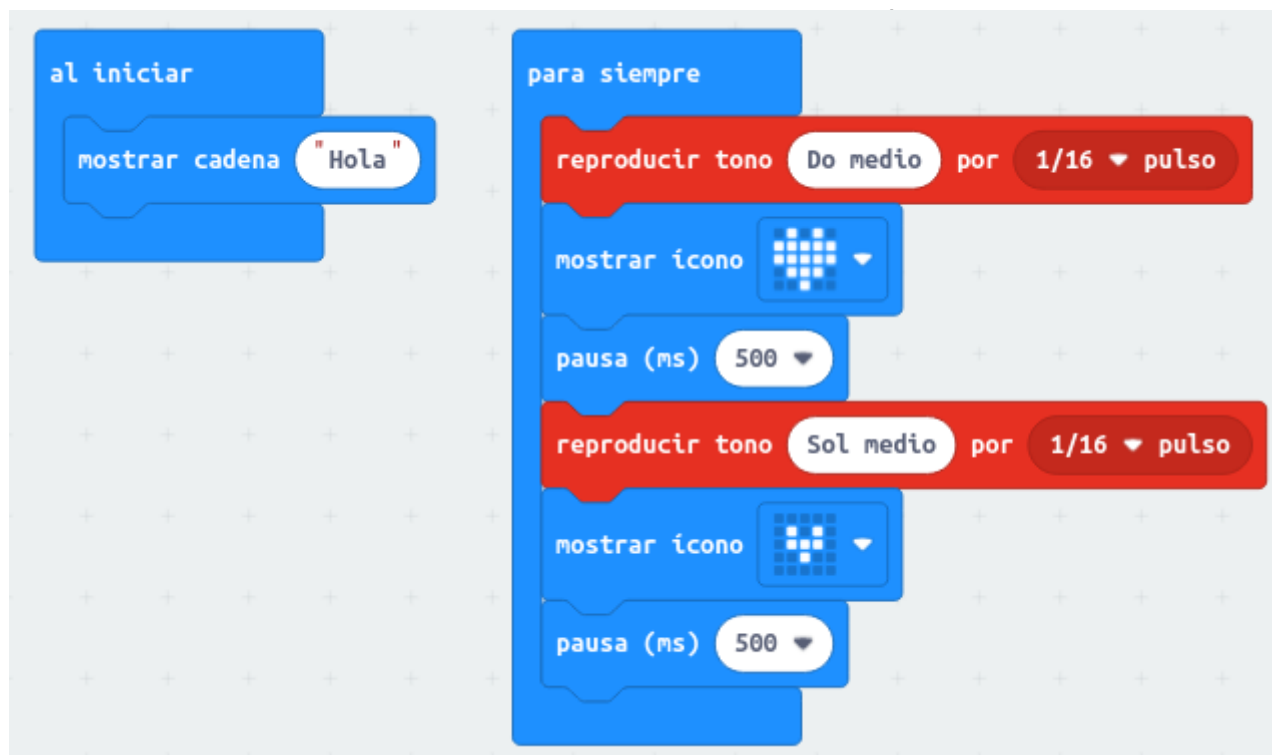 al iniciar
mostrar cadena "Hola"
para siempre
reproducir tono Do medio por 1/16 pulso
mostrar ícono
pausa (ms) 500
reproducir tono Sol medio por 1/16 pulso
mostrar ícono
pausa (ms) 500